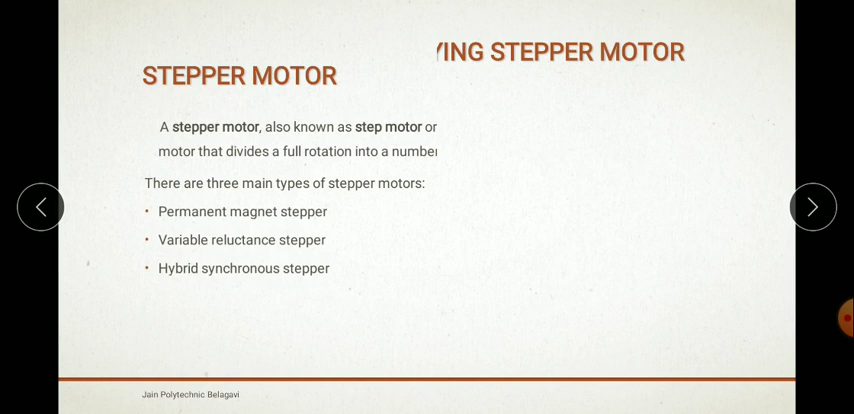 YING STEPPER MOTOR
STEPPER MOTOR
A stepper motor, also known as step motor or
motor that divides a full rotation into a number
There are three main types of stepper motors:
• Permanent magnet stepper
• Variable reluctance stepper
• Hybrid synchronous stepper
Jain Polytechnic Belagavi